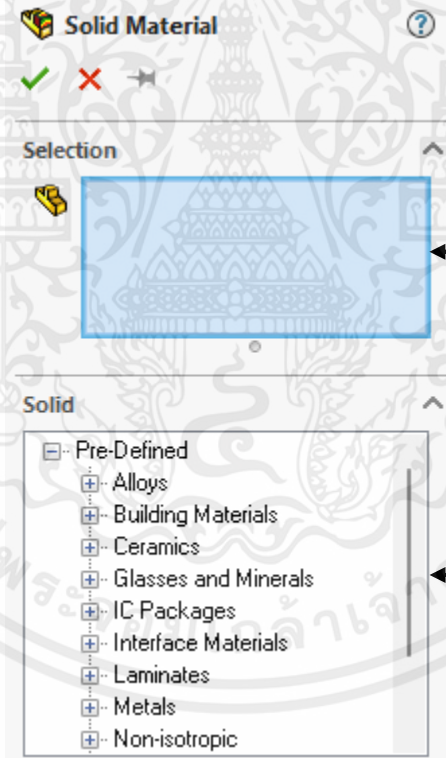 Solid Material
Selection
Solid
Pre-Defined
Alloys
Building Materials
Ceramics
Glasses and Minerals
IC Packages
Interface Materials
Laminates
Metals
Non-isotropic